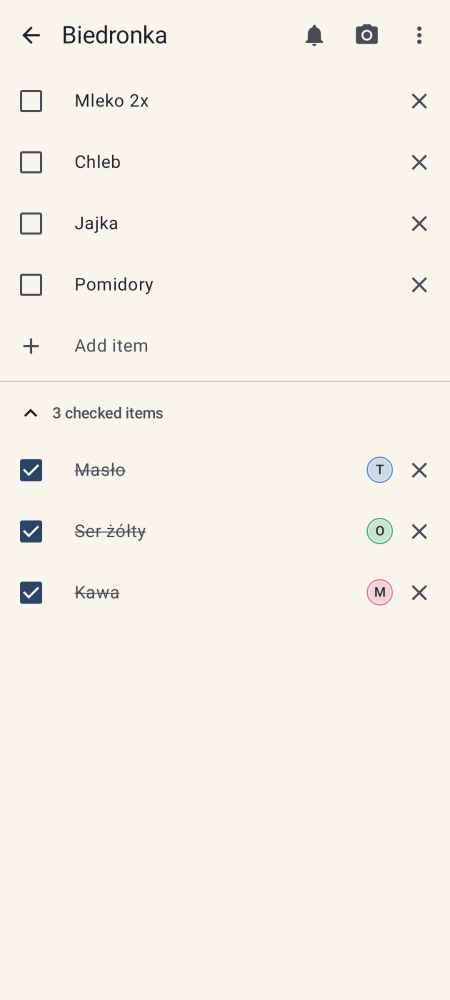 Biedronka
Mleko 2x
Chleb
Jajka
Pomidory
Add item
3 checked items
Masło T
Ser żółty O
Kawa M